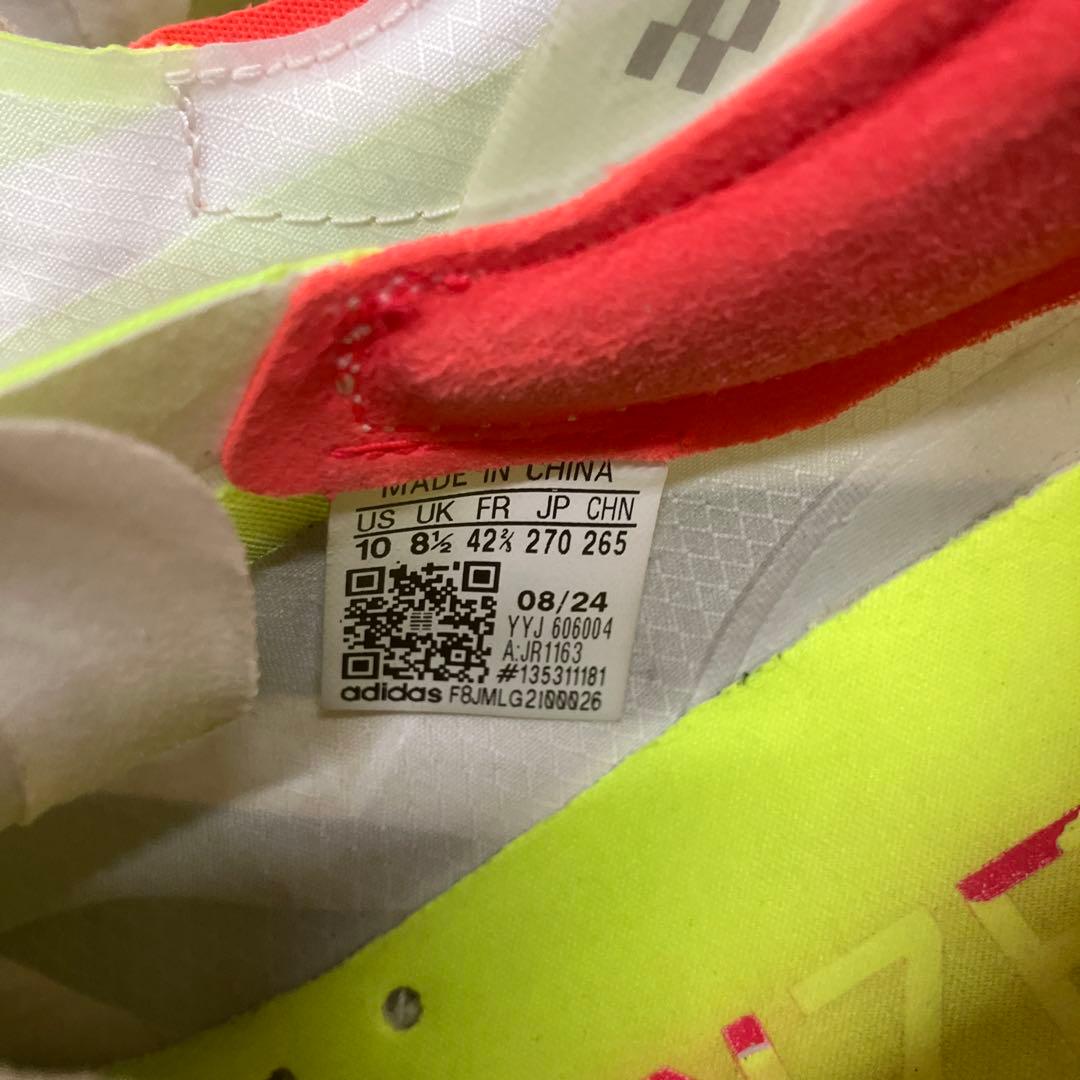 MADE IN CHINA
US UK FR JP CHN
10 8½ 42⅔ 270 265
08/24
YYJ 606004
A:JR1163
#135311181
adidas F8JMLG2I00026